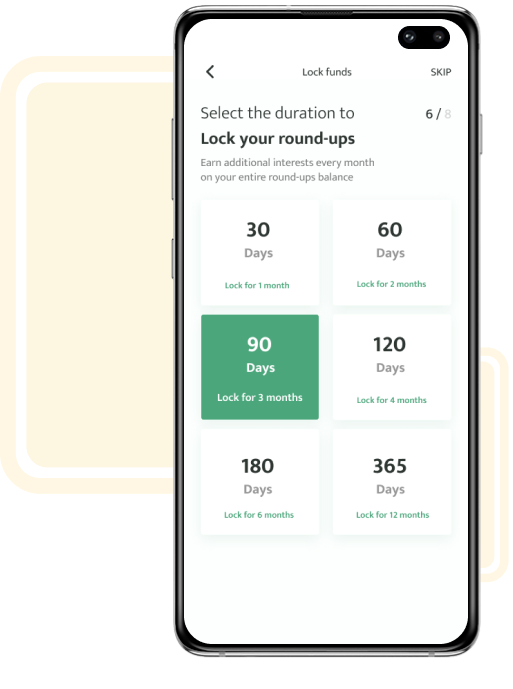 Lock funds
SKIP
Select the duration to
6 / 8
Lock your round-ups
Earn additional interests every month
on your entire round-ups balance
30
Days
Lock for 1 month
60
Days
Lock for 2 months
90
Days
Lock for 3 months
120
Days
Lock for 4 months
180
Days
Lock for 6 months
365
Days
Lock for 12 months